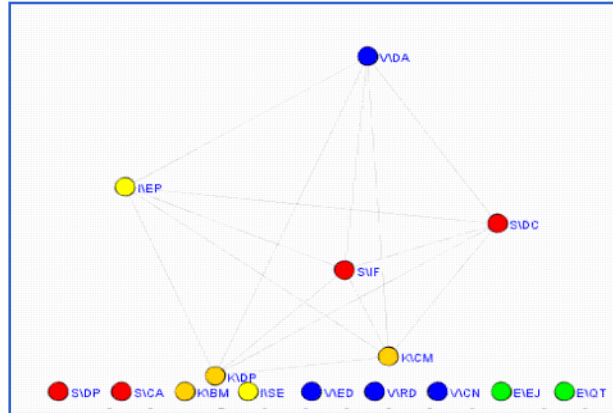 V\DA
I\EP
S\DC
S\IF
K\CM
K\DP
S\DP S\CA K\BM I\SE V\ED V\RD V\CN E\EJ E\QT